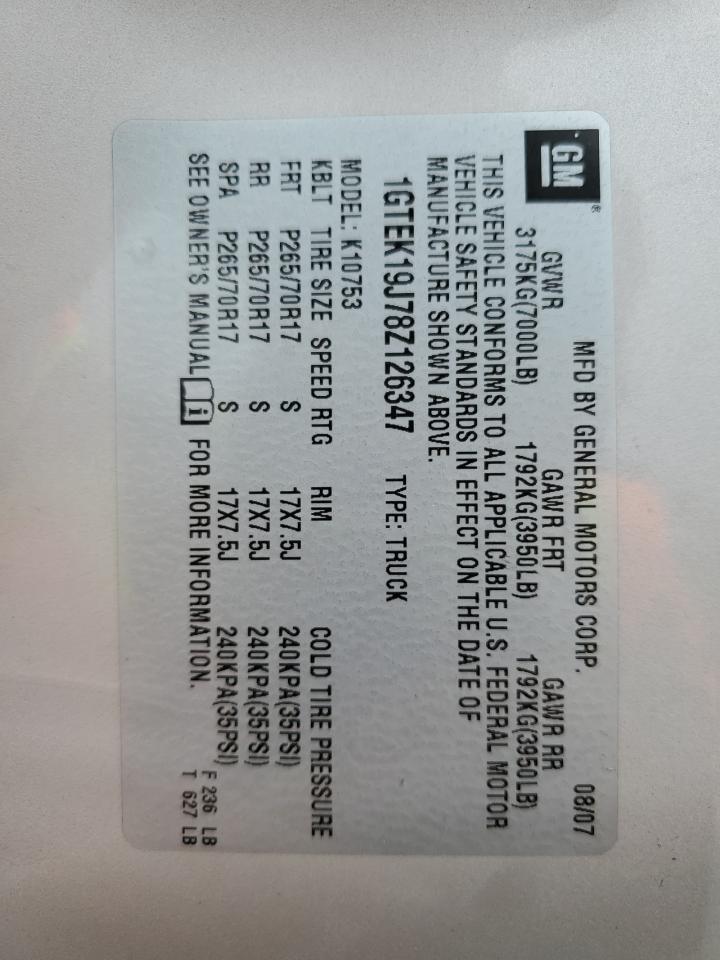 GM®
MFD BY GENERAL MOTORS CORP. 08/07
GVWR GAWR FRT GAWR RR
3175KG(7000LB) 1792KG(3950LB) 1792KG(3950LB)
THIS VEHICLE CONFORMS TO ALL APPLICABLE U.S. FEDERAL MOTOR
VEHICLE SAFETY STANDARDS IN EFFECT ON THE DATE OF
MANUFACTURE SHOWN ABOVE.
1GTEK19J78Z126347 TYPE: TRUCK
MODEL: K10753
KBLT TIRE SIZE SPEED RTG RIM COLD TIRE PRESSURE
FRT P265/70R17 S 17X7.5J 240KPA(35PSI)
RR P265/70R17 S 17X7.5J 240KPA(35PSI)
SPA P265/70R17 S 17X7.5J 240KPA(35PSI)
SEE OWNER'S MANUAL i FOR MORE INFORMATION.
F 236 LB
T 627 LB